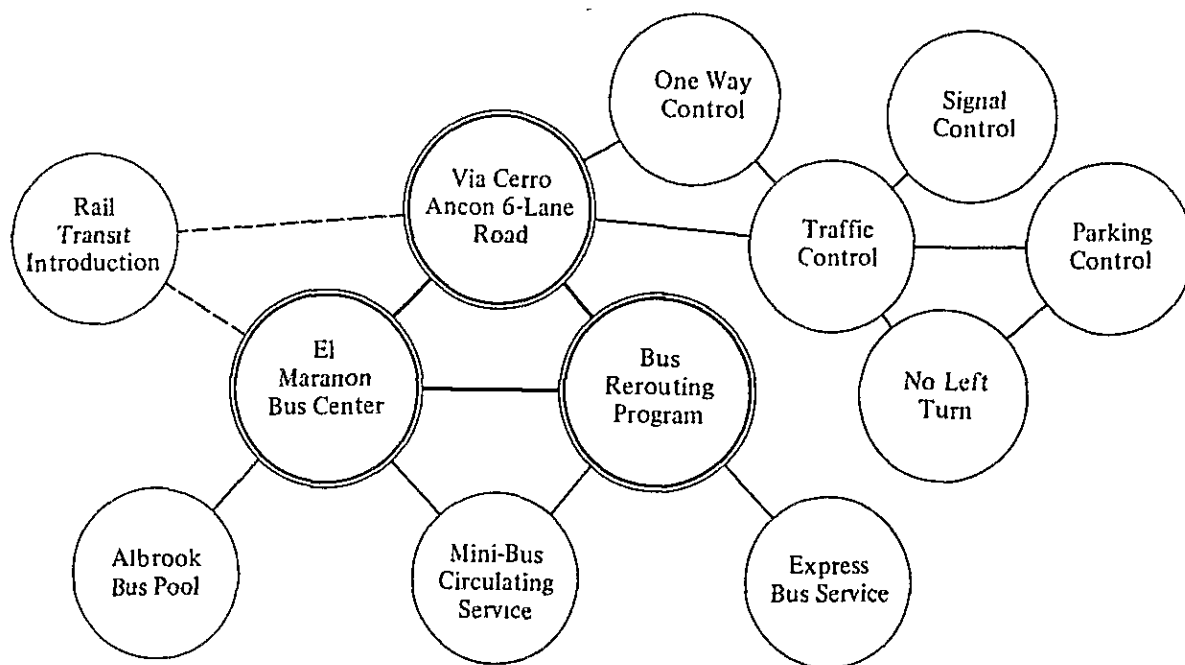 One Way
Control
Signal
Control
Via Cerro
Ancon 6-Lane
Road
Rail
Transit
Introduction
Traffic
Control
Parking
Control
El
Maranon
Bus Center
Bus
Rerouting
Program
No Left
Turn
Albrook
Bus Pool
Mini-Bus
Circulating
Service
Express
Bus Service